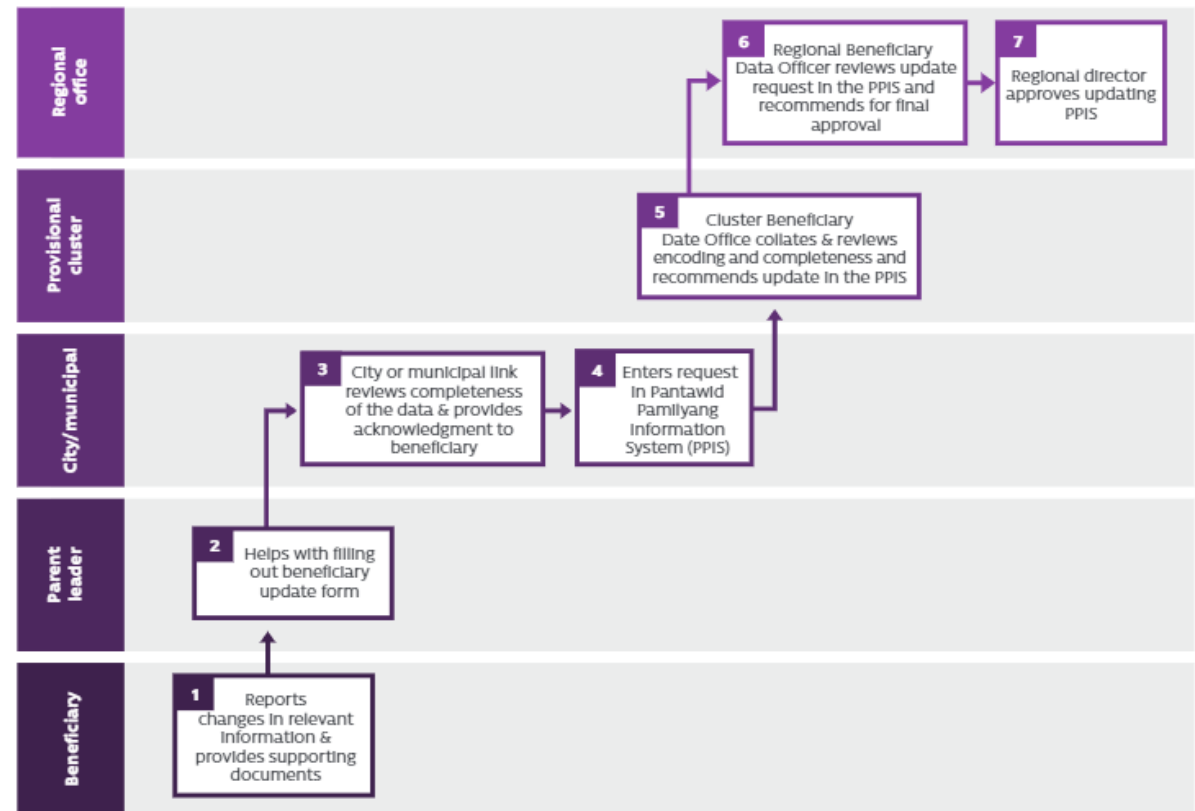 Regional
office
6
Regional Beneficiary
Data Officer reviews update
request in the PPIS and
recommends for final
approval
7
Regional director
approves updating
PPIS
Provisional
cluster
5
Cluster Beneficiary
Date Office collates & reviews
encoding and completeness and
recommends update in the PPIS
City/municipal
3
City or municipal link
reviews completeness
of the data & provides
acknowledgment to
beneficiary
4
Enters request
in Pantawid
Pamilyang
Information
System (PPIS)
Parent
leader
2
Helps with filling
out beneficiary
update form
Beneficiary
1
Reports
changes in relevant
information &
provides supporting
documents